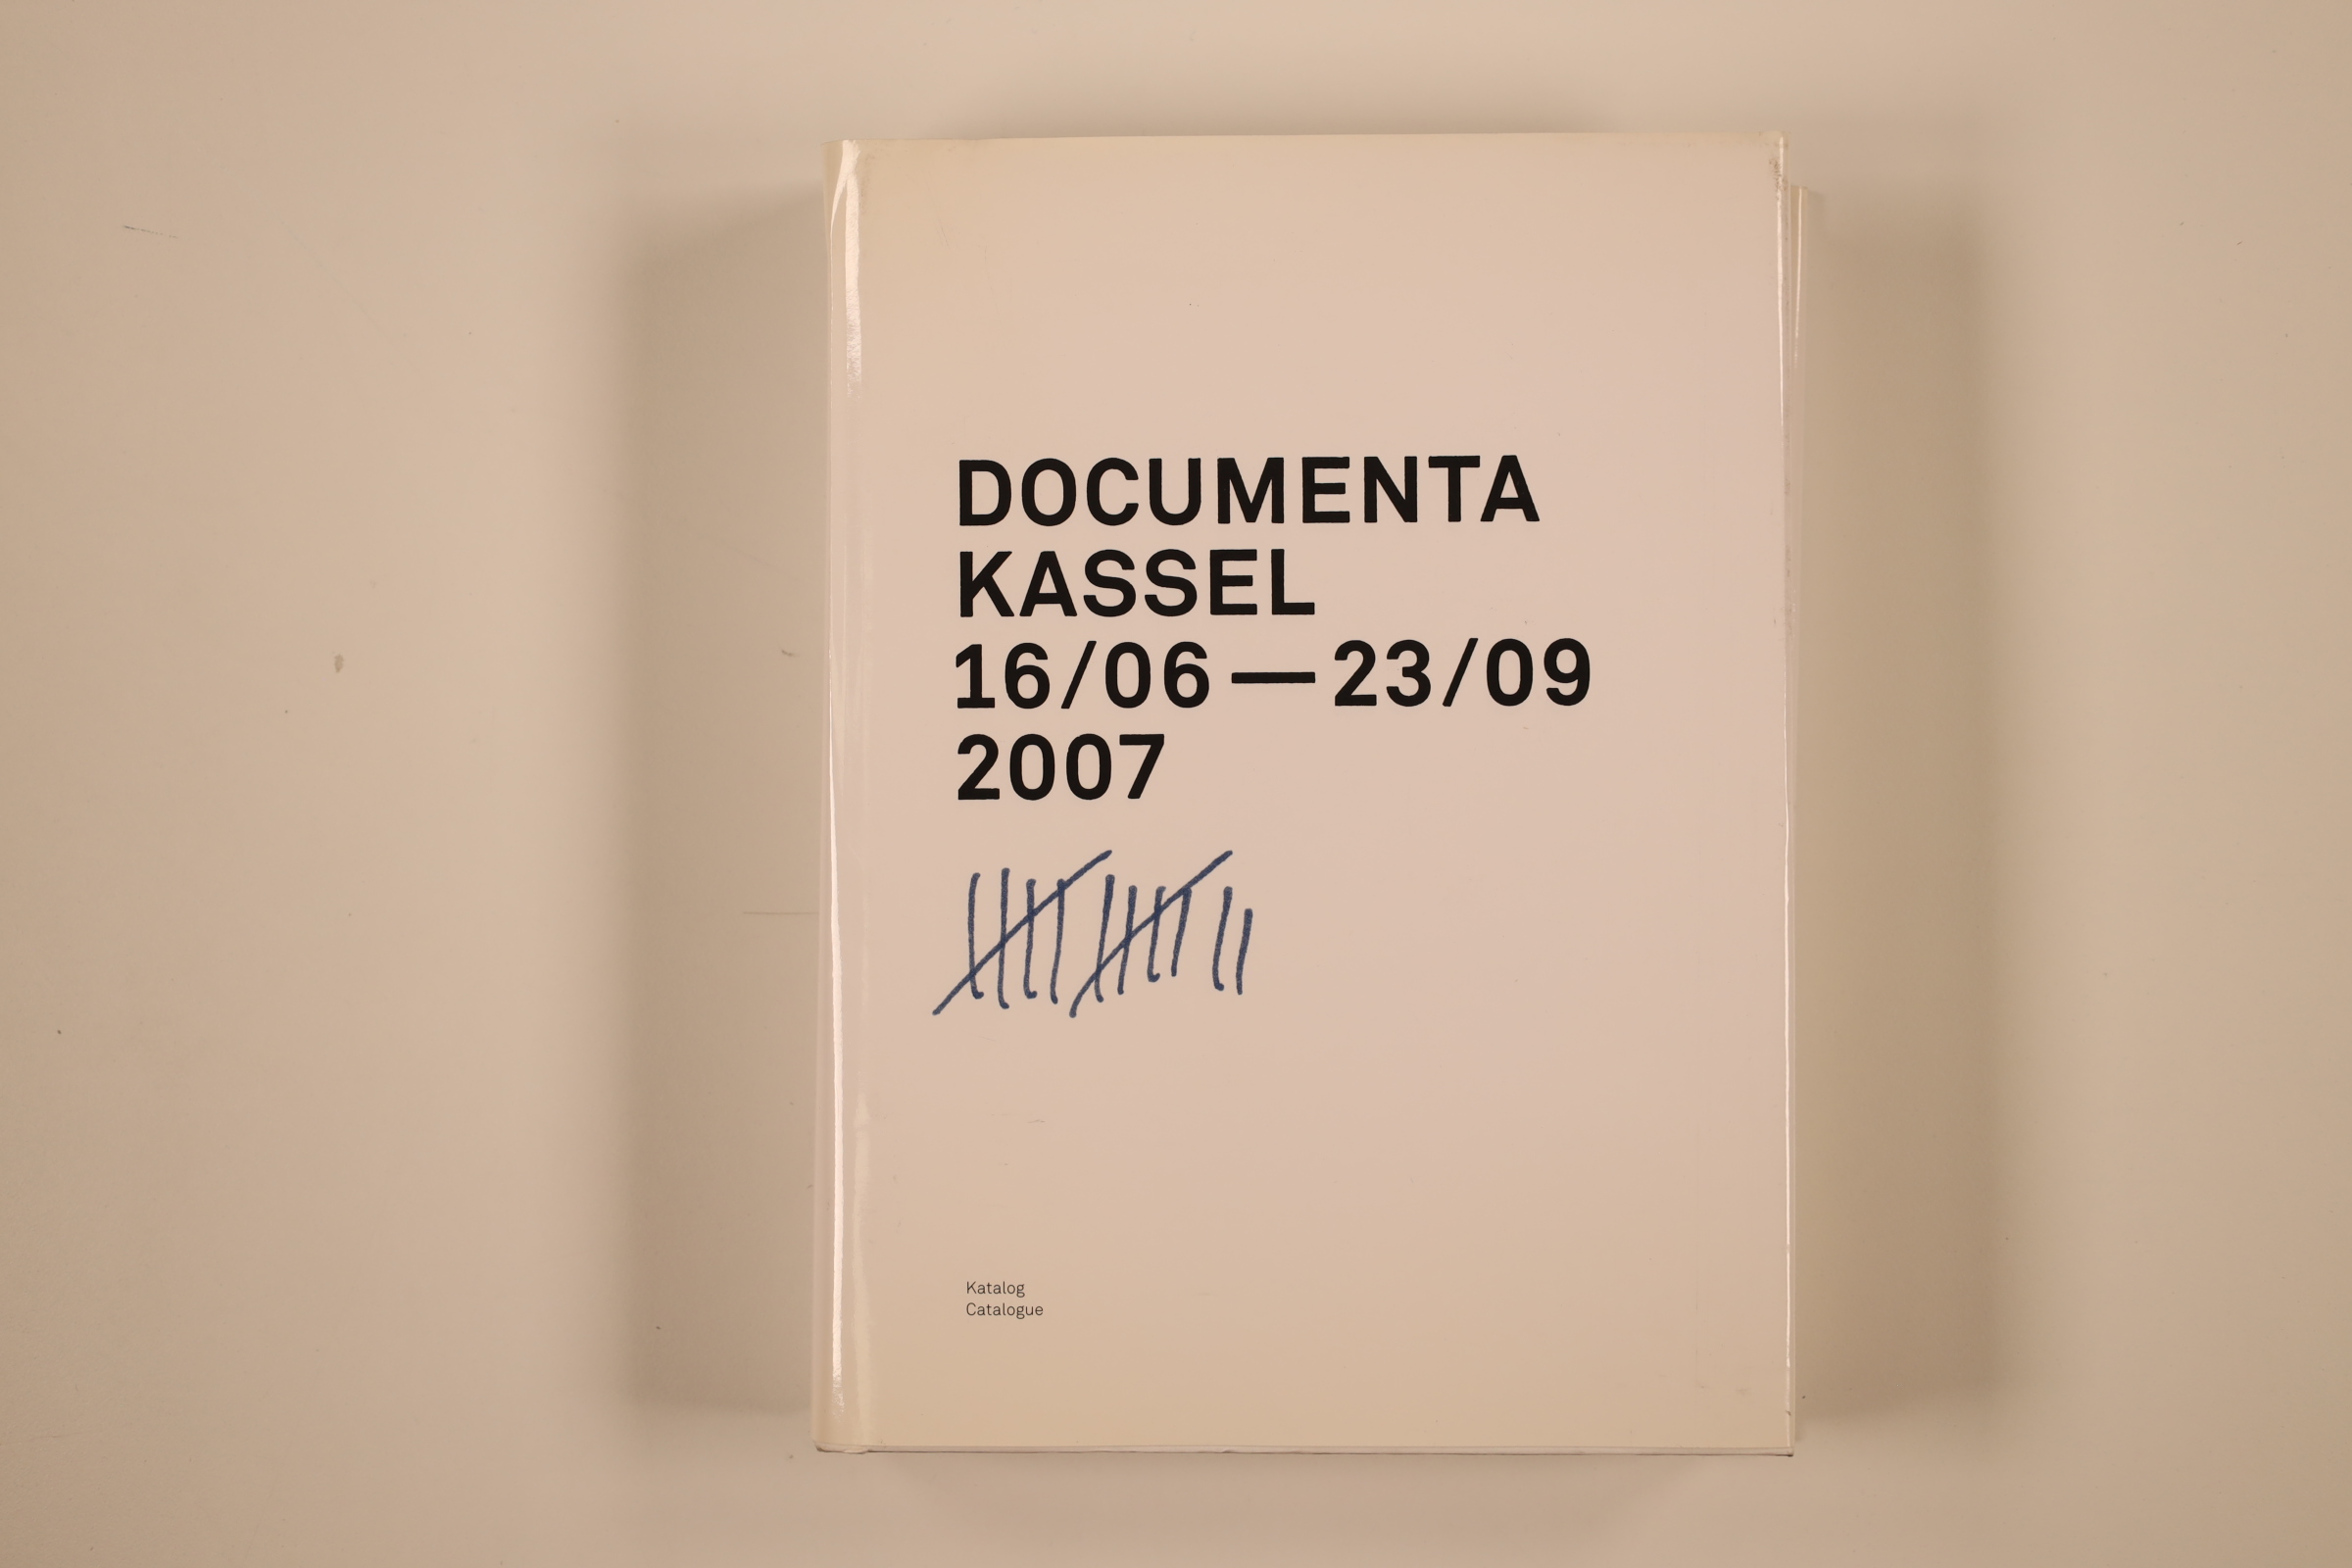 DOCUMENTA
KASSEL
16/06—23/09
2007
Katalog
Catalogue